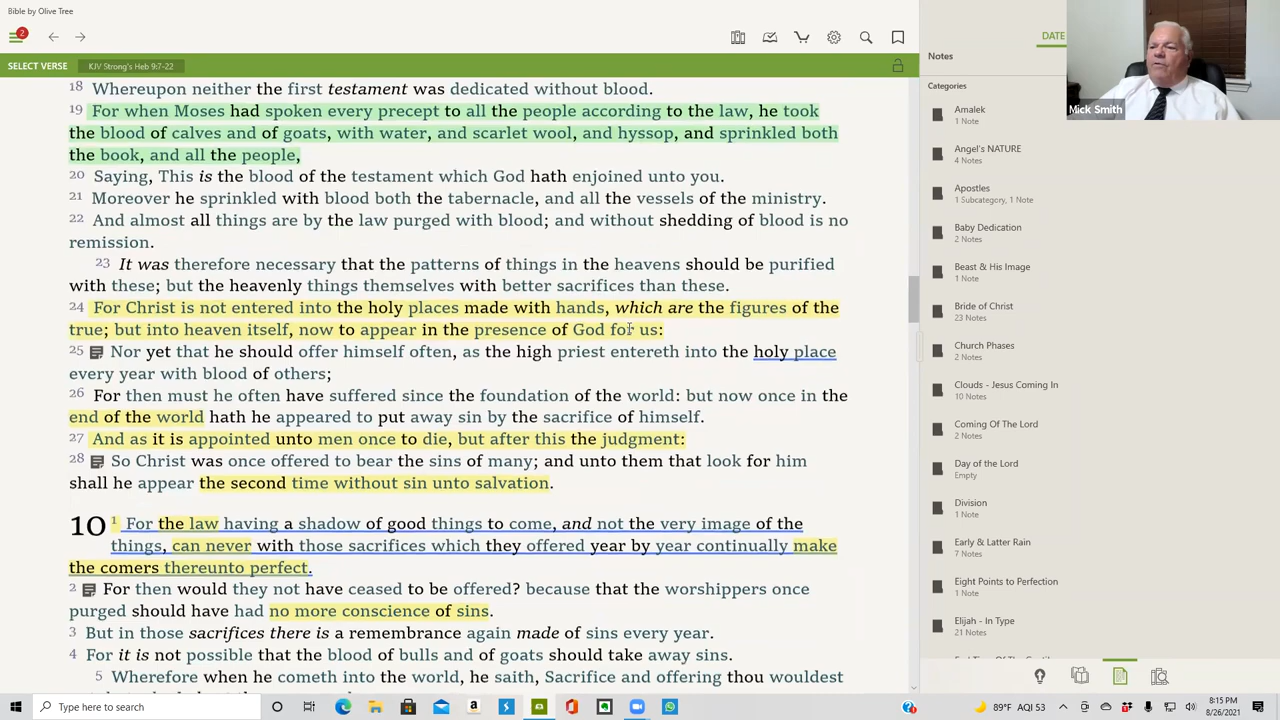 Bible by Olive Tree
2
SELECT VERSE KJV Strong's Heb 9:7-22
18 Whereupon neither the first testament was dedicated without blood.
19 For when Moses had spoken every precept to all the people according to the law, he took
the blood of calves and of goats, with water, and scarlet wool, and hyssop, and sprinkled both
the book, and all the people,
20 Saying, This is the blood of the testament which God hath enjoined unto you.
21 Moreover he sprinkled with blood both the tabernacle, and all the vessels of the ministry.
22 And almost all things are by the law purged with blood; and without shedding of blood is no
remission.
23 It was therefore necessary that the patterns of things in the heavens should be purified
with these; but the heavenly things themselves with better sacrifices than these.
24 For Christ is not entered into the holy places made with hands, which are the figures of the
true; but into heaven itself, now to appear in the presence of God for us:
25 Nor yet that he should offer himself often, as the high priest entereth into the holy place
every year with blood of others;
26 For then must he often have suffered since the foundation of the world: but now once in the
end of the world hath he appeared to put away sin by the sacrifice of himself.
27 And as it is appointed unto men once to die, but after this the judgment:
28 So Christ was once offered to bear the sins of many; and unto them that look for him
shall he appear the second time without sin unto salvation.
10 1 For the law having a shadow of good things to come, and not the very image of the
things, can never with those sacrifices which they offered year by year continually make
the comers thereunto perfect.
2 For then would they not have ceased to be offered? because that the worshippers once
purged should have had no more conscience of sins.
3 But in those sacrifices there is a remembrance again made of sins every year.
4 For it is not possible that the blood of bulls and of goats should take away sins.
5 Wherefore when he cometh into the world, he saith, Sacrifice and offering thou wouldest
DATE
Notes
Mick Smith
Categories
Amalek
1 Note
Angel's NATURE
4 Notes
Apostles
1 Subcategory, 1 Note
Baby Dedication
2 Notes
Beast & His Image
1 Note
Bride of Christ
23 Notes
Church Phases
2 Notes
Clouds - Jesus Coming In
10 Notes
Coming Of The Lord
2 Notes
Day of the Lord
Empty
Division
1 Note
Early & Latter Rain
7 Notes
Eight Points to Perfection
1 Note
Elijah - In Type
21 Notes
Type here to search
89°F AQI 53
8:15 PM
8/26/2021